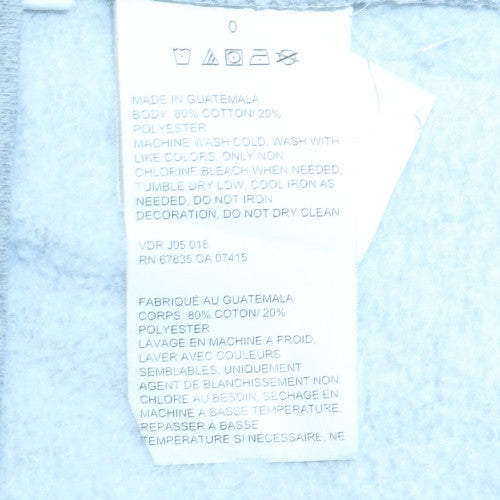 0
MADE IN GUATEMALA
BODY: 80% COTTON/ 20%
POLYESTER
MACHINE WASH COLD, WASH WITH
LIKE COLORS, ONLY NON
CHLORINE BLEACH WHEN NEEDED,
TUMBLE DRY LOW, COOL IRON AS
NEEDED, DO NOT IRON
DECORATION, DO NOT DRY CLEAN
VDR J05 018
RN 67835 CA 07415
FABRIQUÉ AU GUATEMALA
CORPS: 80% COTON/ 20%
POLYESTER
LAVAGE EN MACHINE A FROID,
LAVER AVEC COULEURS
SEMBLABLES, UNIQUEMENT
AGENT DE BLANCHISSEMENT NON
CHLORE AU BESOIN, SECHAGE EN
MACHINE A BASSE TEMPERATURE,
REPASSER A BASSE
TEMPÉRATURE SI NÉCESSAIRE, NE